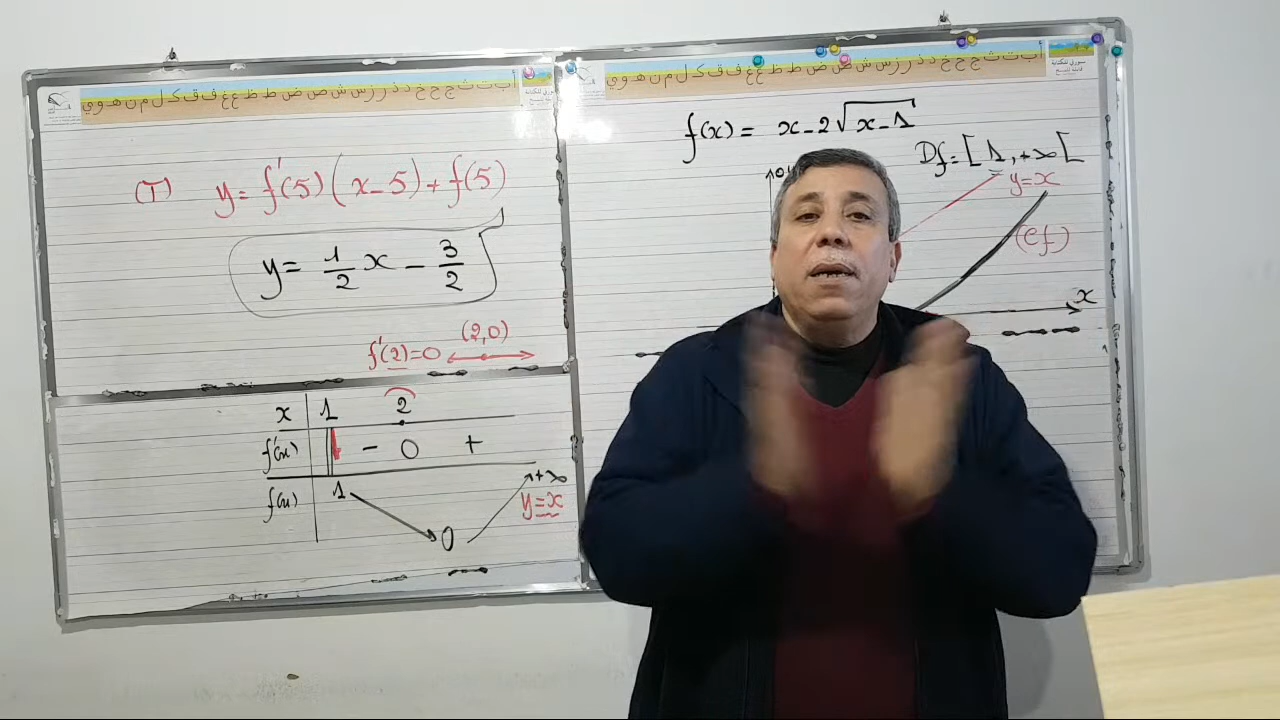 أ ب ت ث ج ح خ د ذ ر ز س ش ص ض ط ظ ع غ ف ق ك ل م ن ه و ي
(T) y = f'(5)(x - 5) + f(5)
y = 1/2 x - 3/2
f'(2) = 0 (2,0)
x 1 2
f'(x) - 0 +
f(x) 1 0 +∞
y = x
أ ب ت ث ج ح خ د ذ ر ز س ش ص ض ط ظ ع غ ف ق ك ل م ن ه و ي
f(x) = x - 2√(x - 1)
Df = [1, +∞[
y = x
(Cf)
x